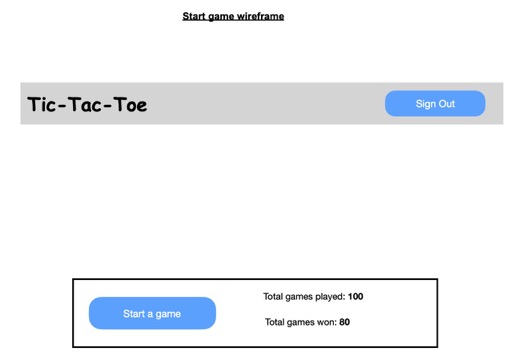 Start game wireframe
Tic-Tac-Toe
Sign Out
Start a game
Total games played: 100
Total games won: 80